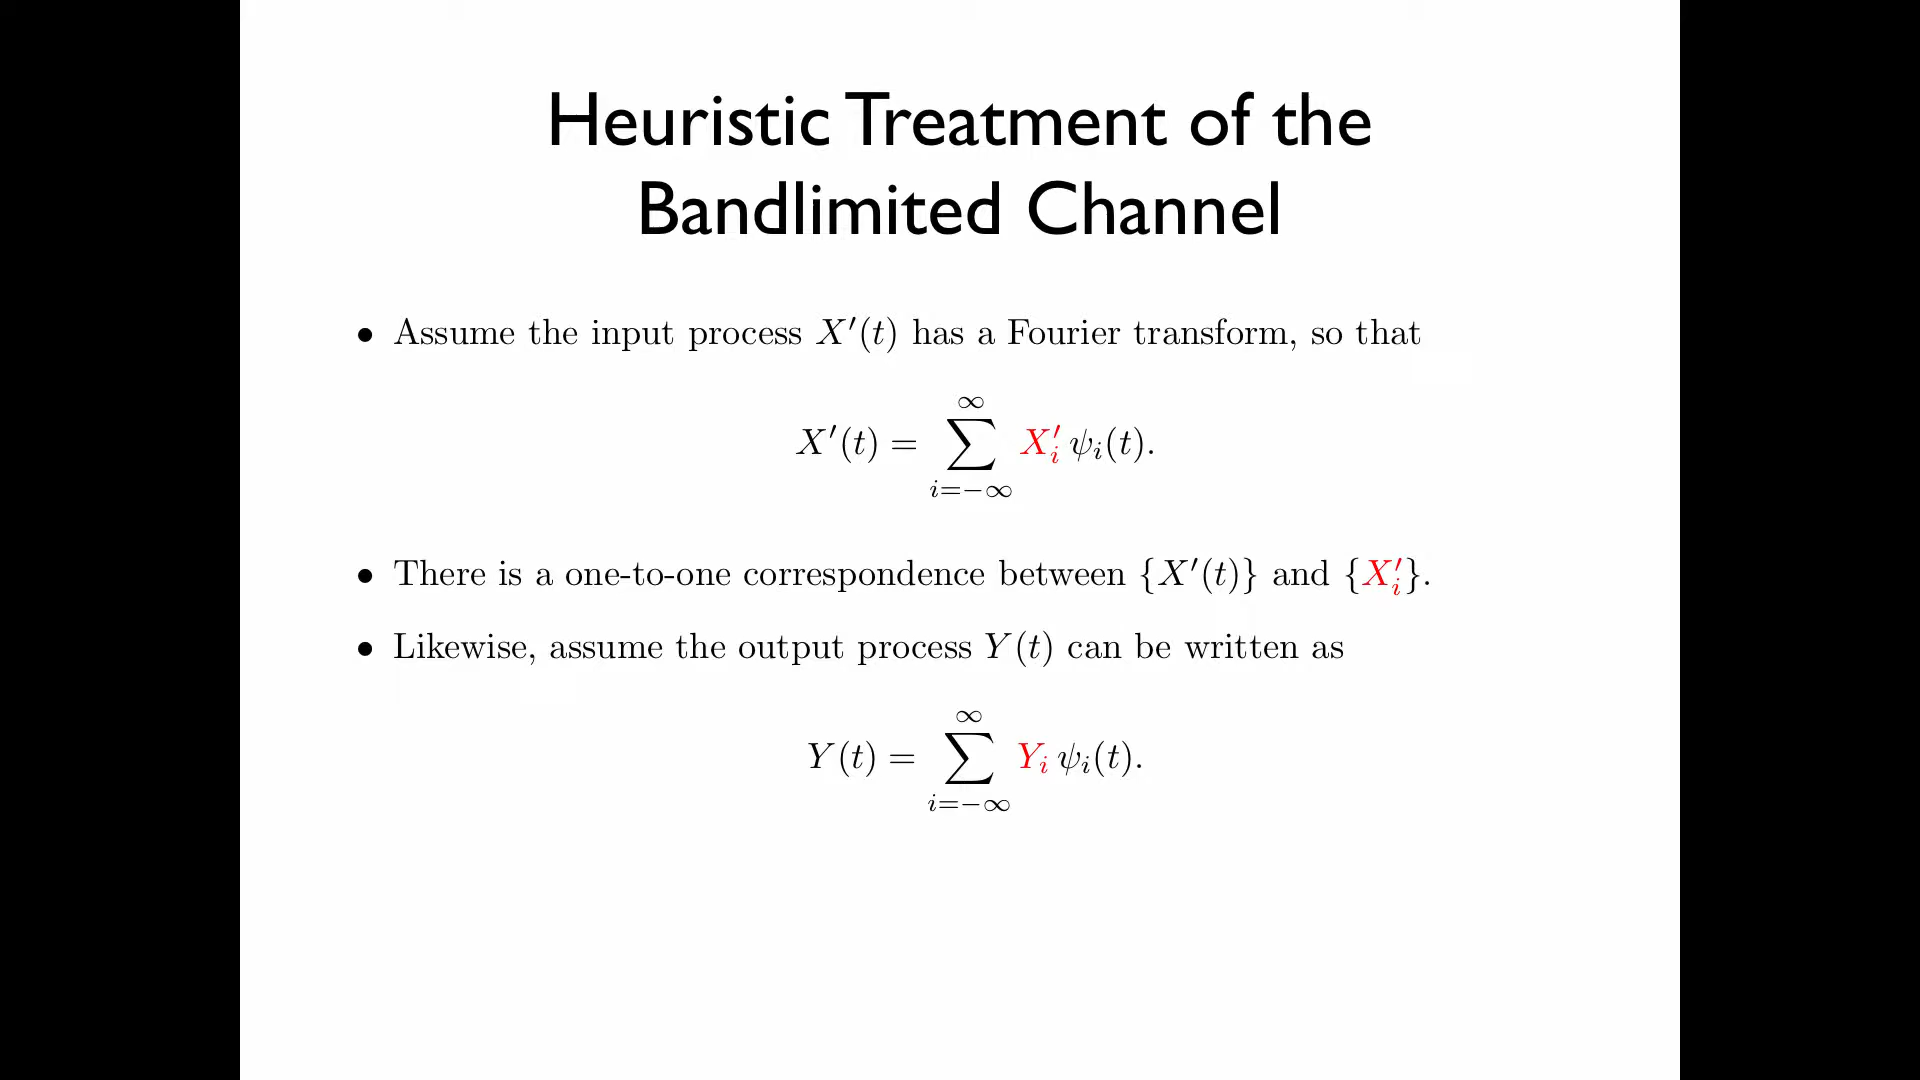 Heuristic Treatment of the
Bandlimited Channel
• Assume the input process X′(t) has a Fourier transform, so that
X′(t) = ∑_{i=−∞}^{∞} X′_i ψ_i(t).
• There is a one-to-one correspondence between {X′(t)} and {X′_i}.
• Likewise, assume the output process Y(t) can be written as
Y(t) = ∑_{i=−∞}^{∞} Y_i ψ_i(t).